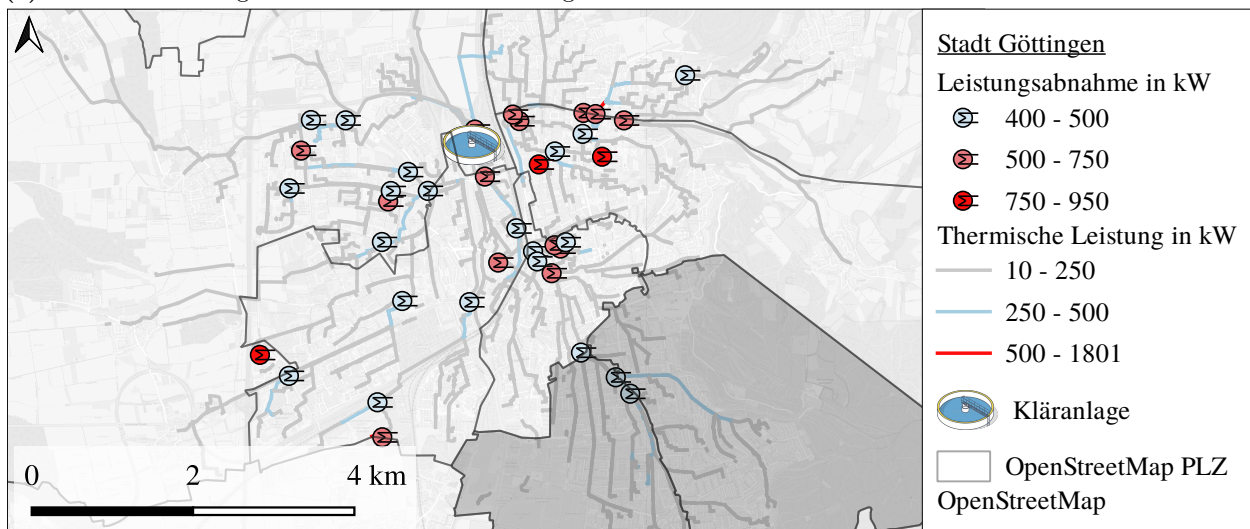 Stadt Göttingen
Leistungsabnahme in kW
400 - 500
500 - 750
750 - 950
Thermische Leistung in kW
10 - 250
250 - 500
500 - 1801
Kläranlage
OpenStreetMap PLZ
OpenStreetMap
0 2 4 km